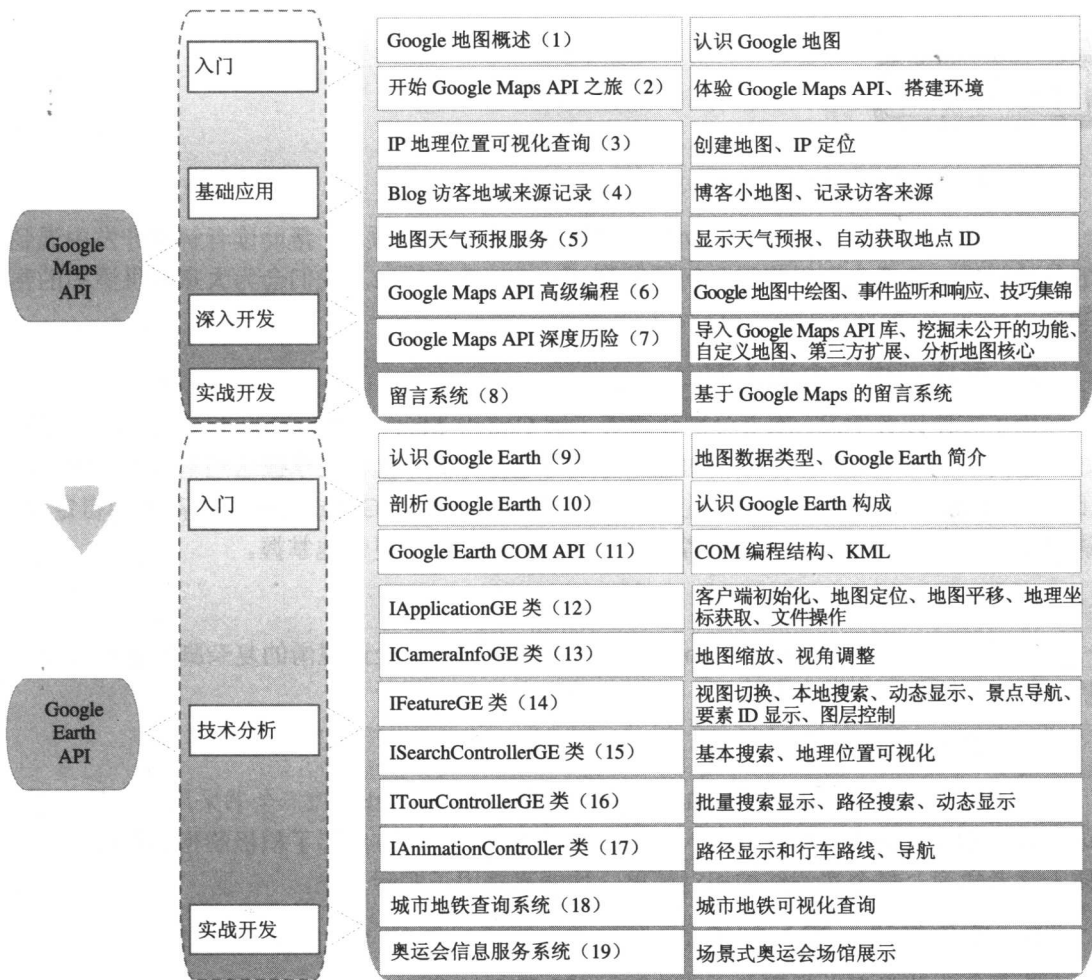 Google
Maps
API
入门
Google 地图概述（1）
认识 Google 地图
开始 Google Maps API 之旅（2）
体验 Google Maps API、搭建环境
基础应用
IP 地理位置可视化查询（3）
创建地图、IP 定位
Blog 访客地域来源记录（4）
博客小地图、记录访客来源
地图天气预报服务（5）
显示天气预报、自动获取地点 ID
深入开发
Google Maps API 高级编程（6）
Google 地图中绘图、事件监听和响应、技巧集锦
Google Maps API 深度历险（7）
导入 Google Maps API 库、挖掘未公开的功能、
自定义地图、第三方扩展、分析地图核心
实战开发
留言系统（8）
基于 Google Maps 的留言系统
Google
Earth
API
入门
认识 Google Earth（9）
地图数据类型、Google Earth 简介
剖析 Google Earth（10）
认识 Google Earth 构成
Google Earth COM API（11）
COM 编程结构、KML
技术分析
IApplicationGE 类（12）
客户端初始化、地图定位、地图平移、地理坐
标获取、文件操作
ICameraInfoGE 类（13）
地图缩放、视角调整
IFeatureGE 类（14）
视图切换、本地搜索、动态显示、景点导航、
要素 ID 显示、图层控制
ISearchControllerGE 类（15）
基本搜索、地理位置可视化
ITourControllerGE 类（16）
批量搜索显示、路径搜索、动态显示
IAnimationController 类（17）
路径显示和行车路线、导航
实战开发
城市地铁查询系统（18）
城市地铁可视化查询
奥运会信息服务系统（19）
场景式奥运会场馆展示